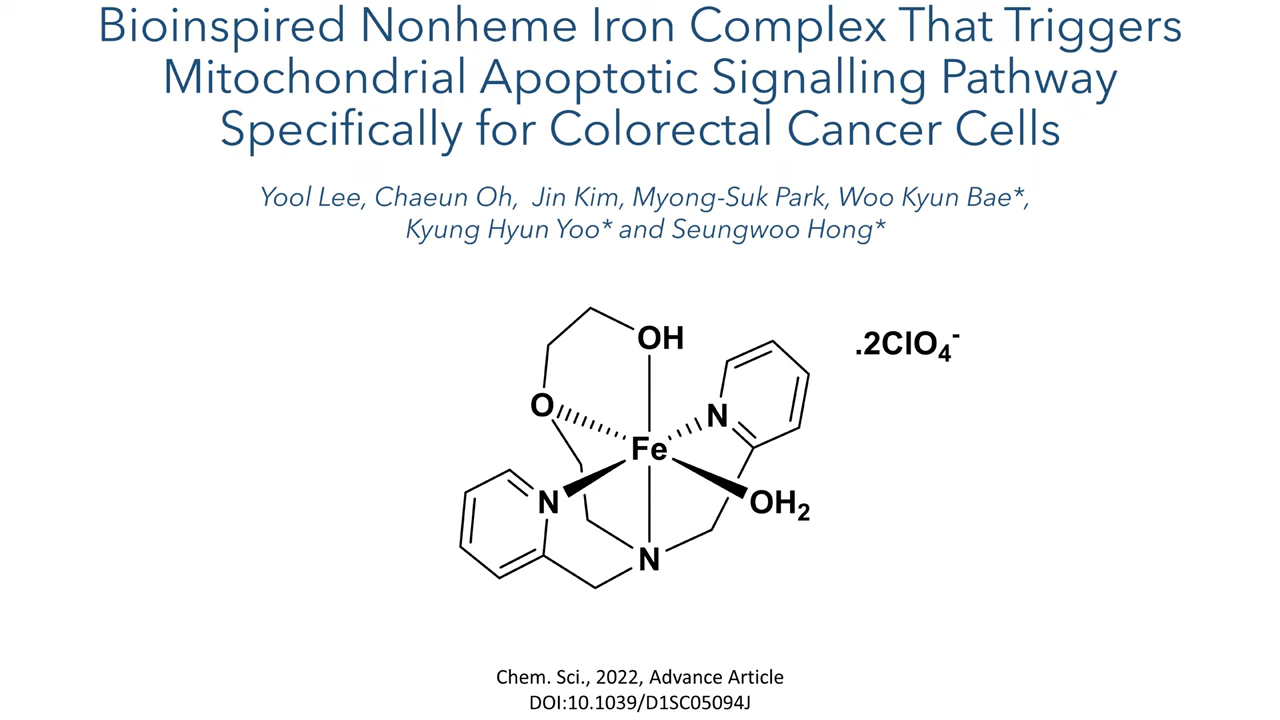 Bioinspired Nonheme Iron Complex That Triggers
Mitochondrial Apoptotic Signalling Pathway
Specifically for Colorectal Cancer Cells
Yool Lee, Chaeun Oh, Jin Kim, Myong-Suk Park, Woo Kyun Bae*,
Kyung Hyun Yoo* and Seungwoo Hong*
OH
.2ClO₄⁻
O
N
Fe
N
OH₂
N
Chem. Sci., 2022, Advance Article
DOI:10.1039/D1SC05094J